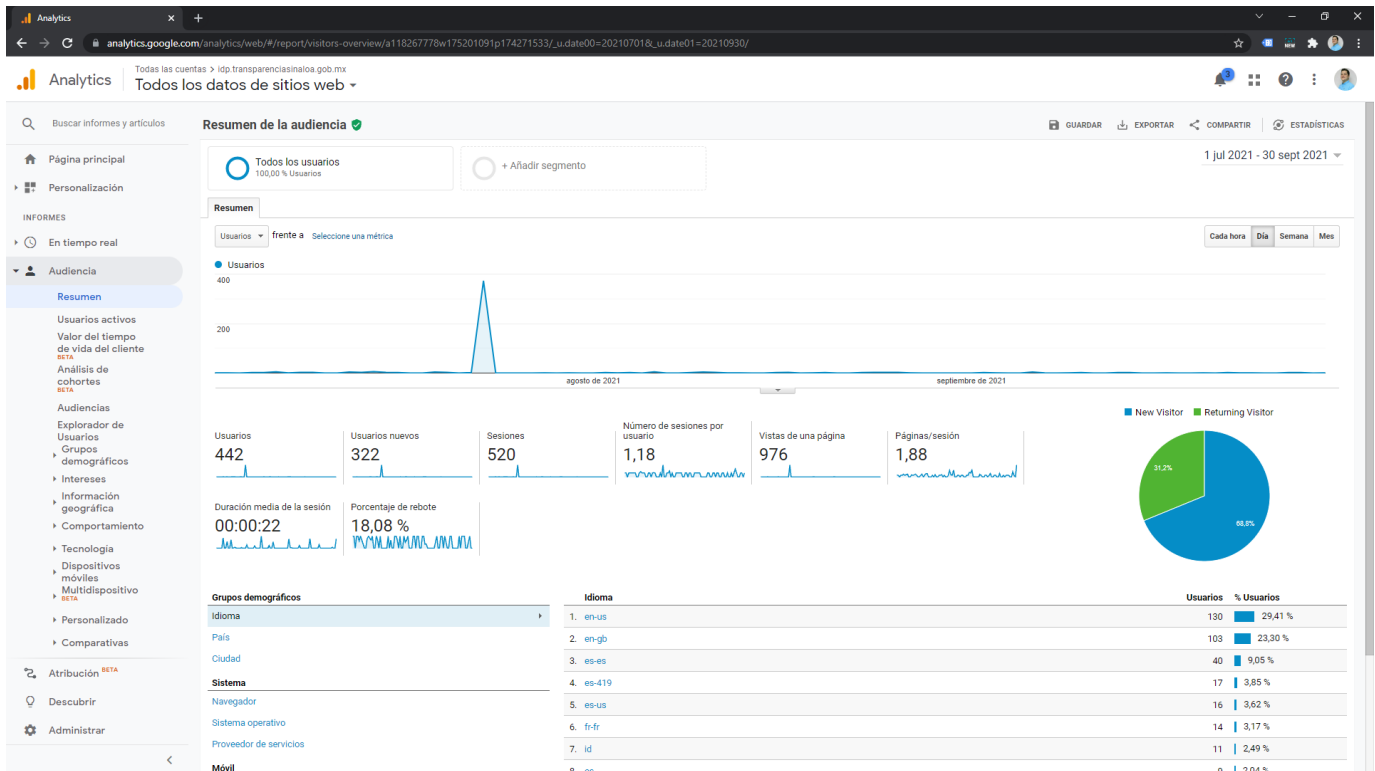 Analytics
analytics.google.com/analytics/web/#/report/visitors-overview/a118267778w175201091p174271533/_u.date00=20210701&_u.date01=20210930/
NEW
Analytics
Todas las cuentas > idp.transparenciasinaloa.gob.mx
Todos los datos de sitios web
3
Buscar informes y artículos
Página principal
Personalización
INFORMES
En tiempo real
Audiencia
Resumen
Usuarios activos
Valor del tiempo
de vida del cliente
BETA
Análisis de
cohortes
BETA
Audiencias
Explorador de
Usuarios
Grupos
demográficos
Intereses
Información
geográfica
Comportamiento
Tecnología
Dispositivos
móviles
Multidispositivo
BETA
Personalizado
Comparativas
Atribución BETA
Descubrir
Administrar
Resumen de la audiencia
GUARDAR EXPORTAR COMPARTIR ESTADÍSTICAS
Todos los usuarios
100,00 % Usuarios
+ Añadir segmento
1 jul 2021 - 30 sept 2021
Resumen
Usuarios frente a Seleccione una métrica
Cada hora Día Semana Mes
Usuarios
400
200
agosto de 2021 septiembre de 2021
New Visitor Returning Visitor
31,2%
68,8%
Usuarios
442
Usuarios nuevos
322
Sesiones
520
Número de sesiones por
usuario
1,18
Vistas de una página
976
Páginas/sesión
1,88
Duración media de la sesión
00:00:22
Porcentaje de rebote
18,08 %
Grupos demográficos
Idioma
País
Ciudad
Sistema
Navegador
Sistema operativo
Proveedor de servicios
Móvil
Idioma Usuarios % Usuarios
1. en-us 130 29,41 %
2. en-gb 103 23,30 %
3. es-es 40 9,05 %
4. es-419 17 3,85 %
5. es-us 16 3,62 %
6. fr-fr 14 3,17 %
7. id 11 2,49 %
8. 9 2,04 %